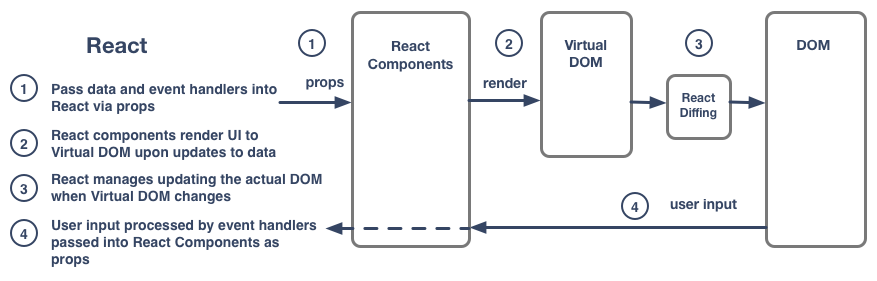 React
1
Pass data and event handlers into
React via props
2
React components render UI to
Virtual DOM upon updates to data
3
React manages updating the actual DOM
when Virtual DOM changes
4
User input processed by event handlers
passed into React Components as
props
1
props
React
Components
2
render
Virtual
DOM
3
React
Diffing
DOM
4
user input